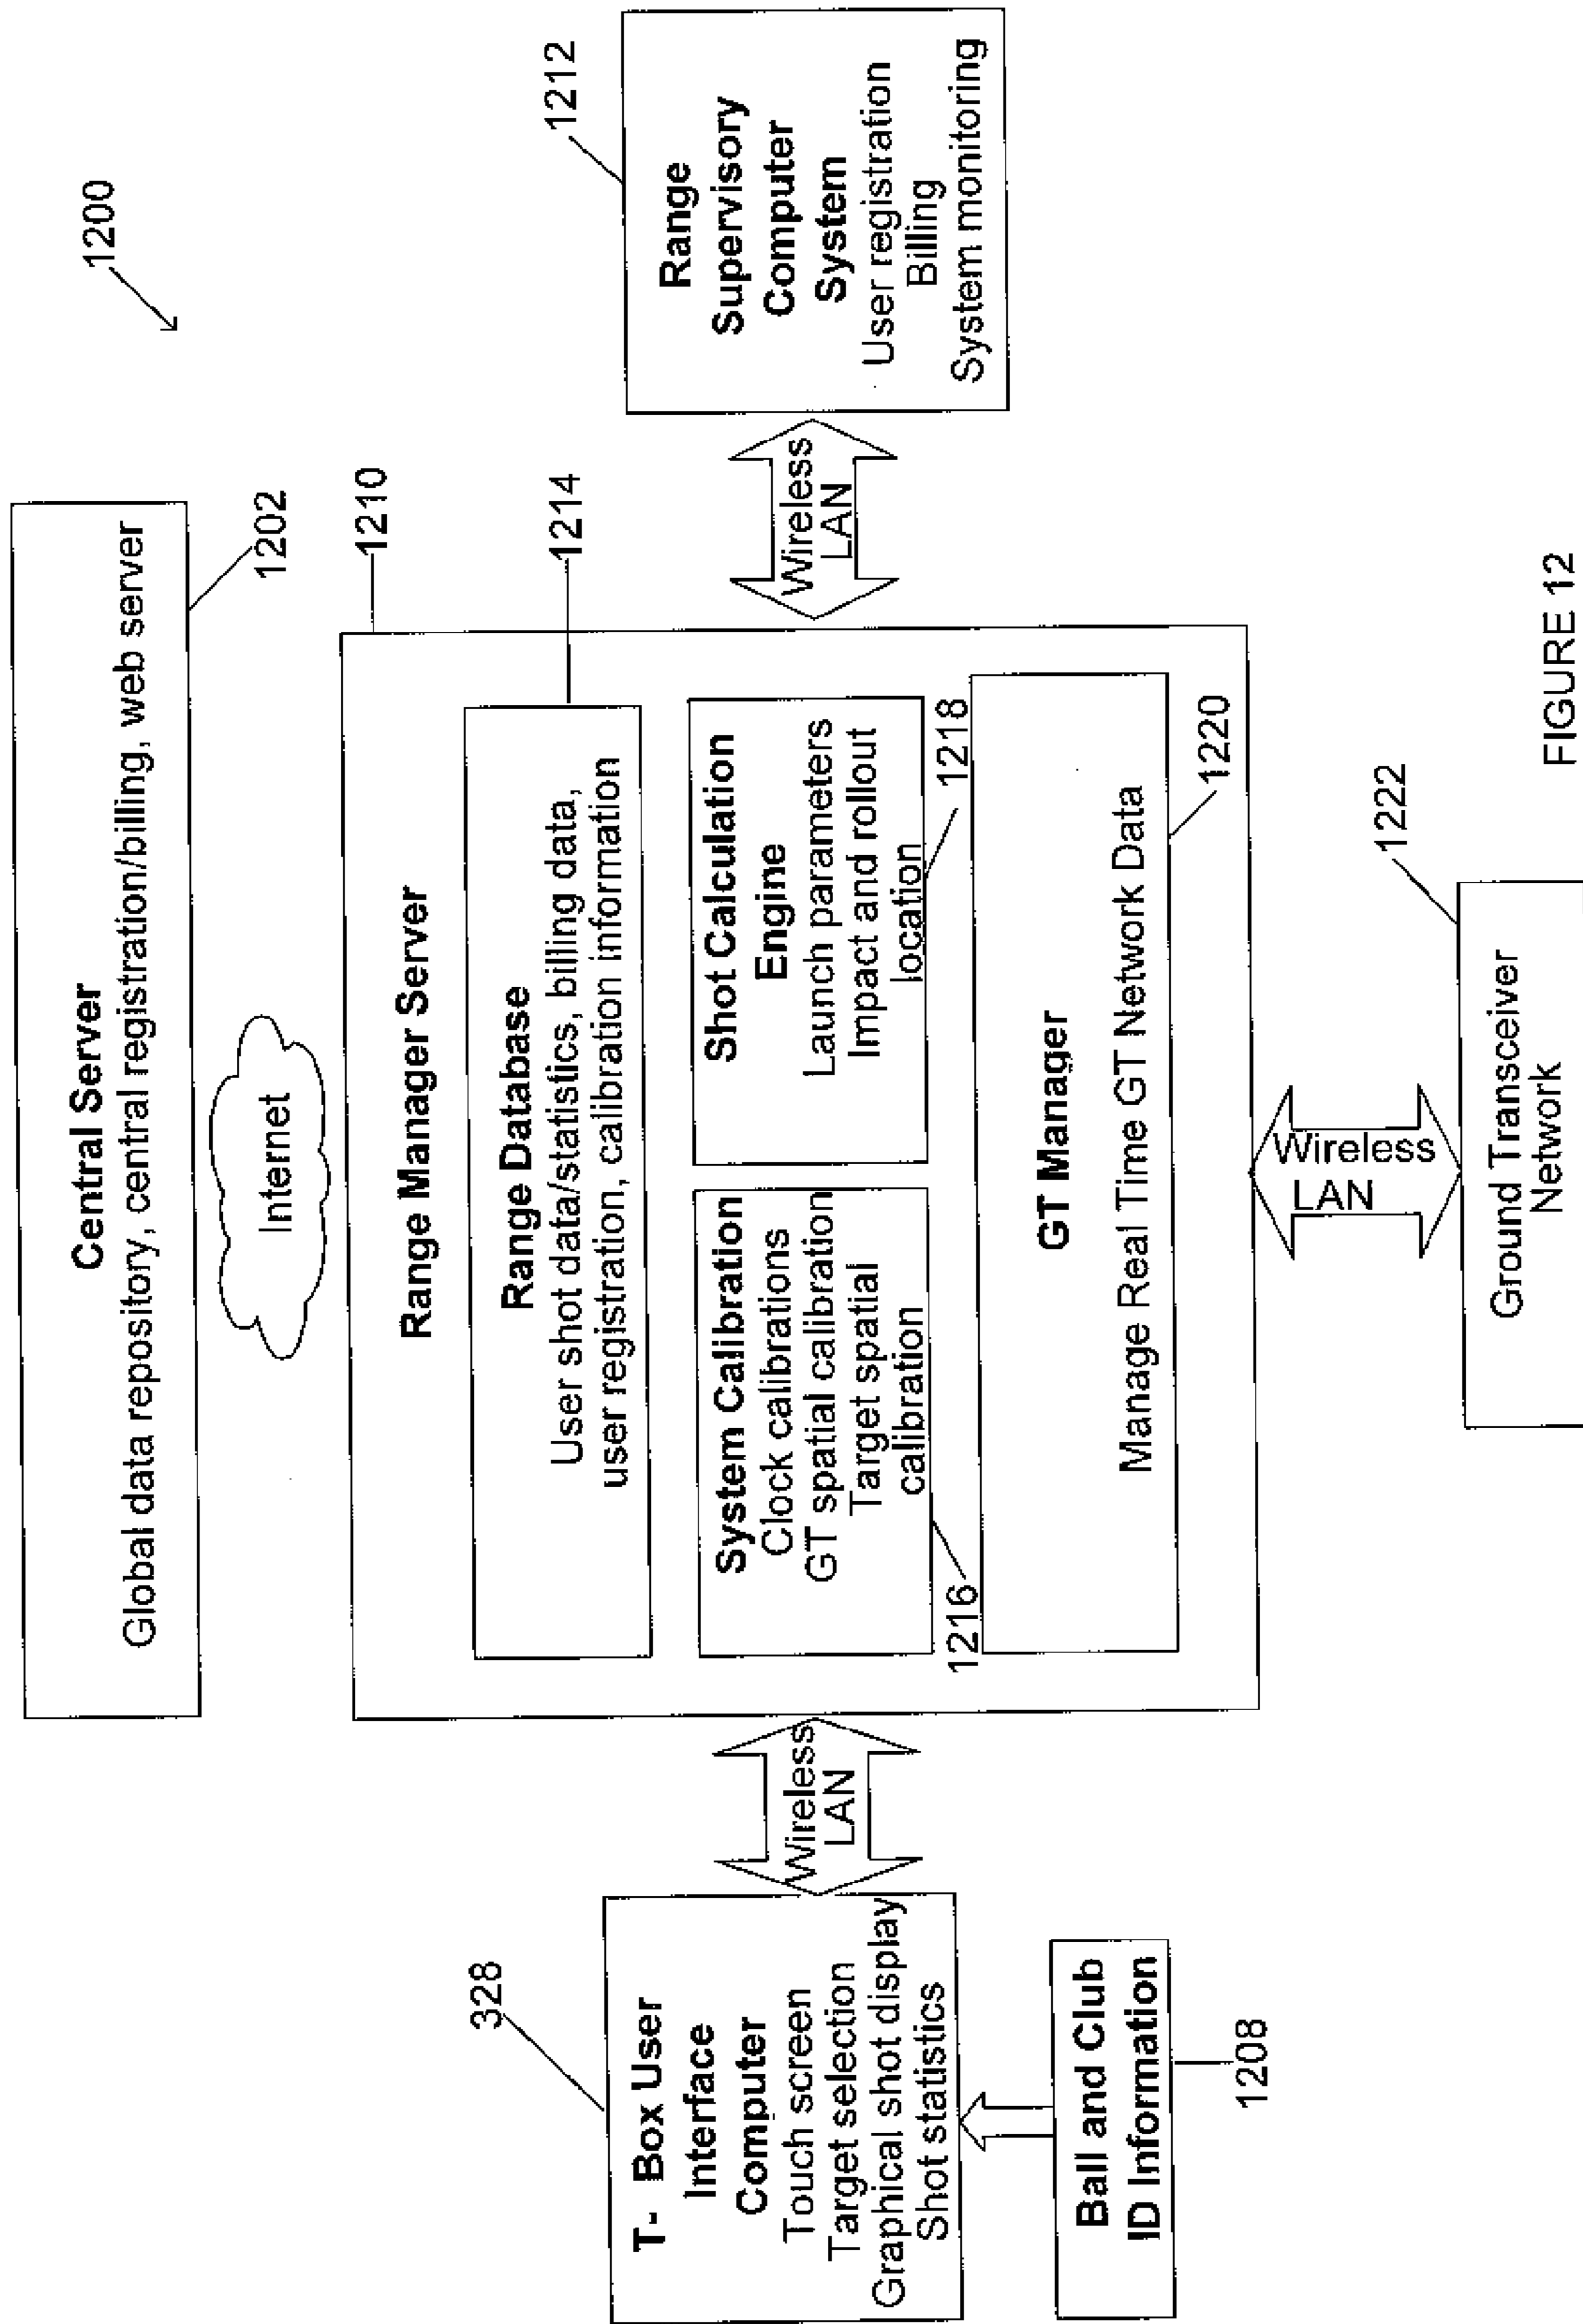 1200
Central Server
Global data repository, central registration/billing, web server
1202
Internet
1210
Range Manager Server
Range Database
User shot data/statistics, billing data,
user registration, calibration information
1214
System Calibration
Clock calibrations
GT spatial calibration
Target spatial
calibration
1216
Shot Calculation
Engine
Launch parameters
Impact and rollout
location
1218
GT Manager
Manage Real Time GT Network Data
1220
328
T- Box User
Interface
Computer
Touch screen
Target selection
Graphical shot display
Shot statistics
Wireless
LAN
Ball and Club
ID Information
1208
Wireless
LAN
1212
Range
Supervisory
Computer
System
User registration
Billing
System monitoring
Wireless
LAN
1222
Ground Transceiver
Network
FIGURE 12